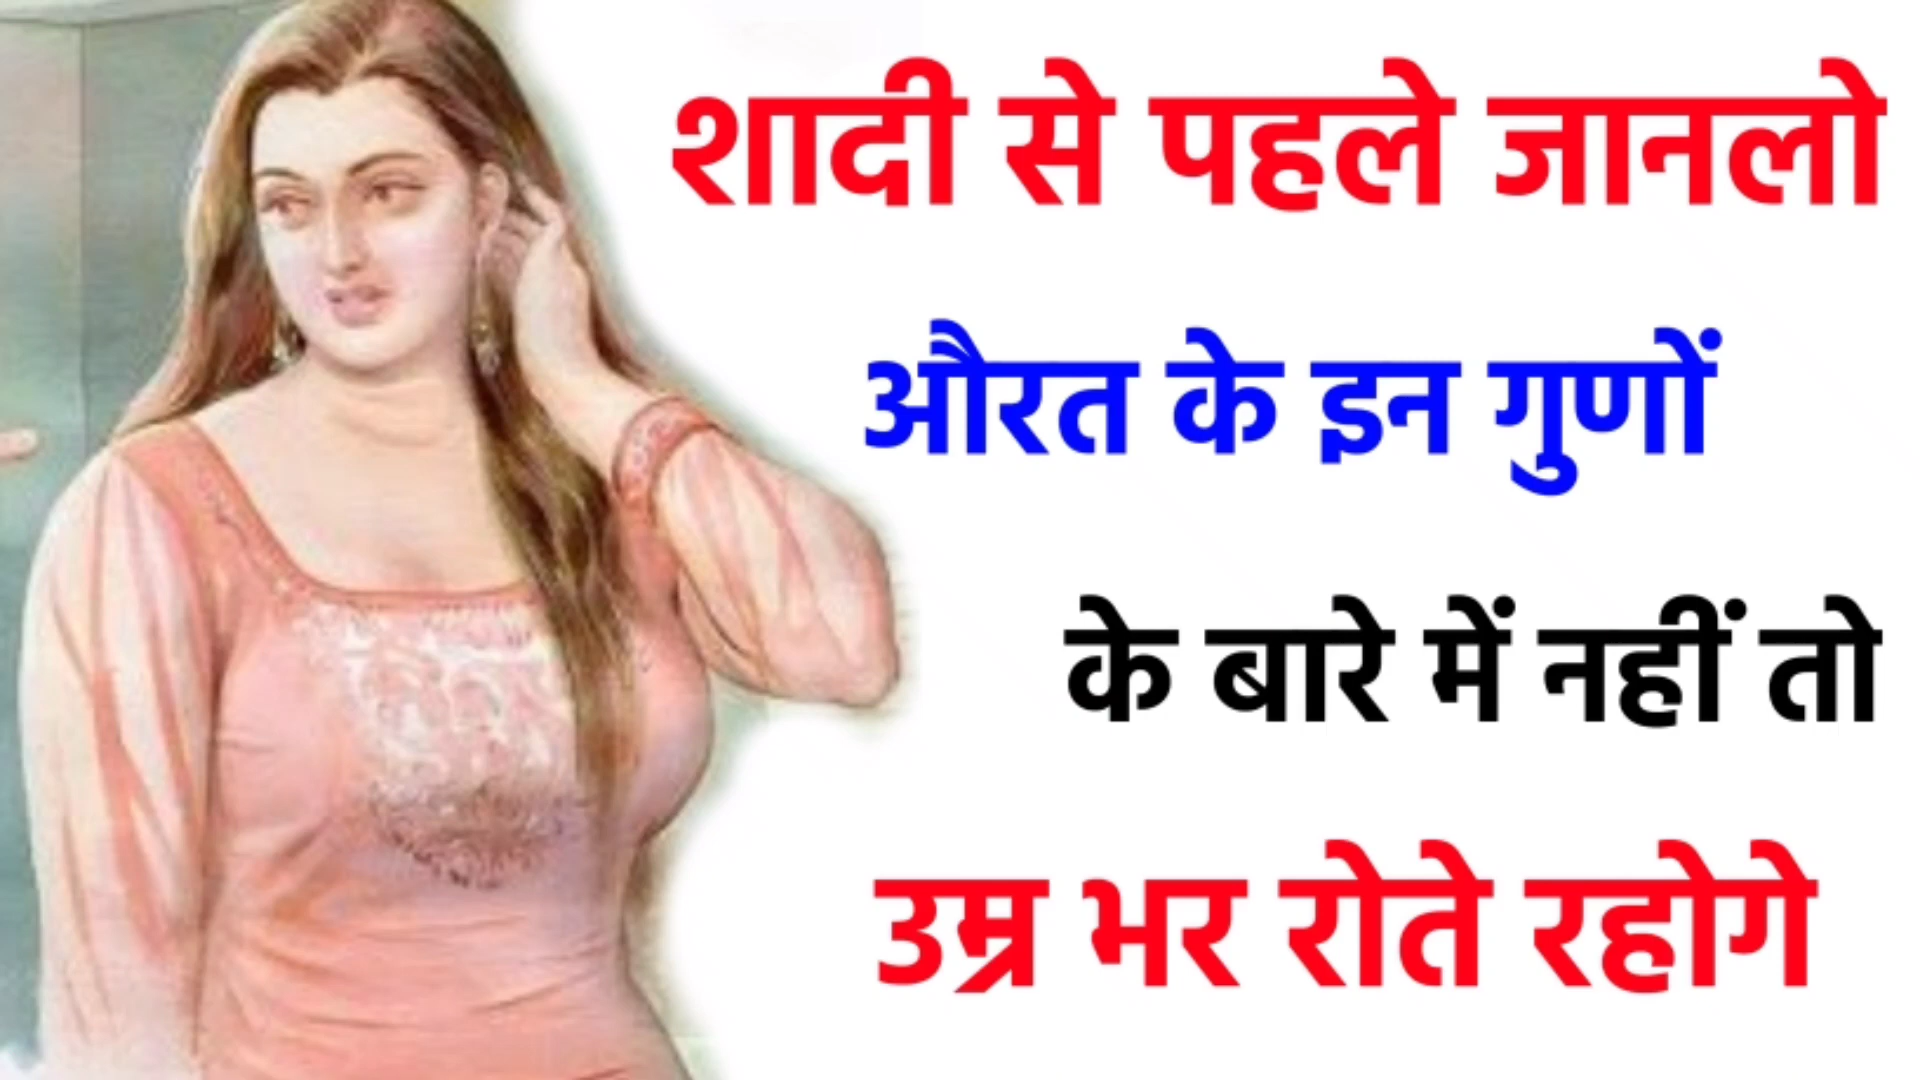 शादी से पहले जानलो
औरत के इन गुणों
के बारे में नहीं तो
उम्र भर रोते रहोगे